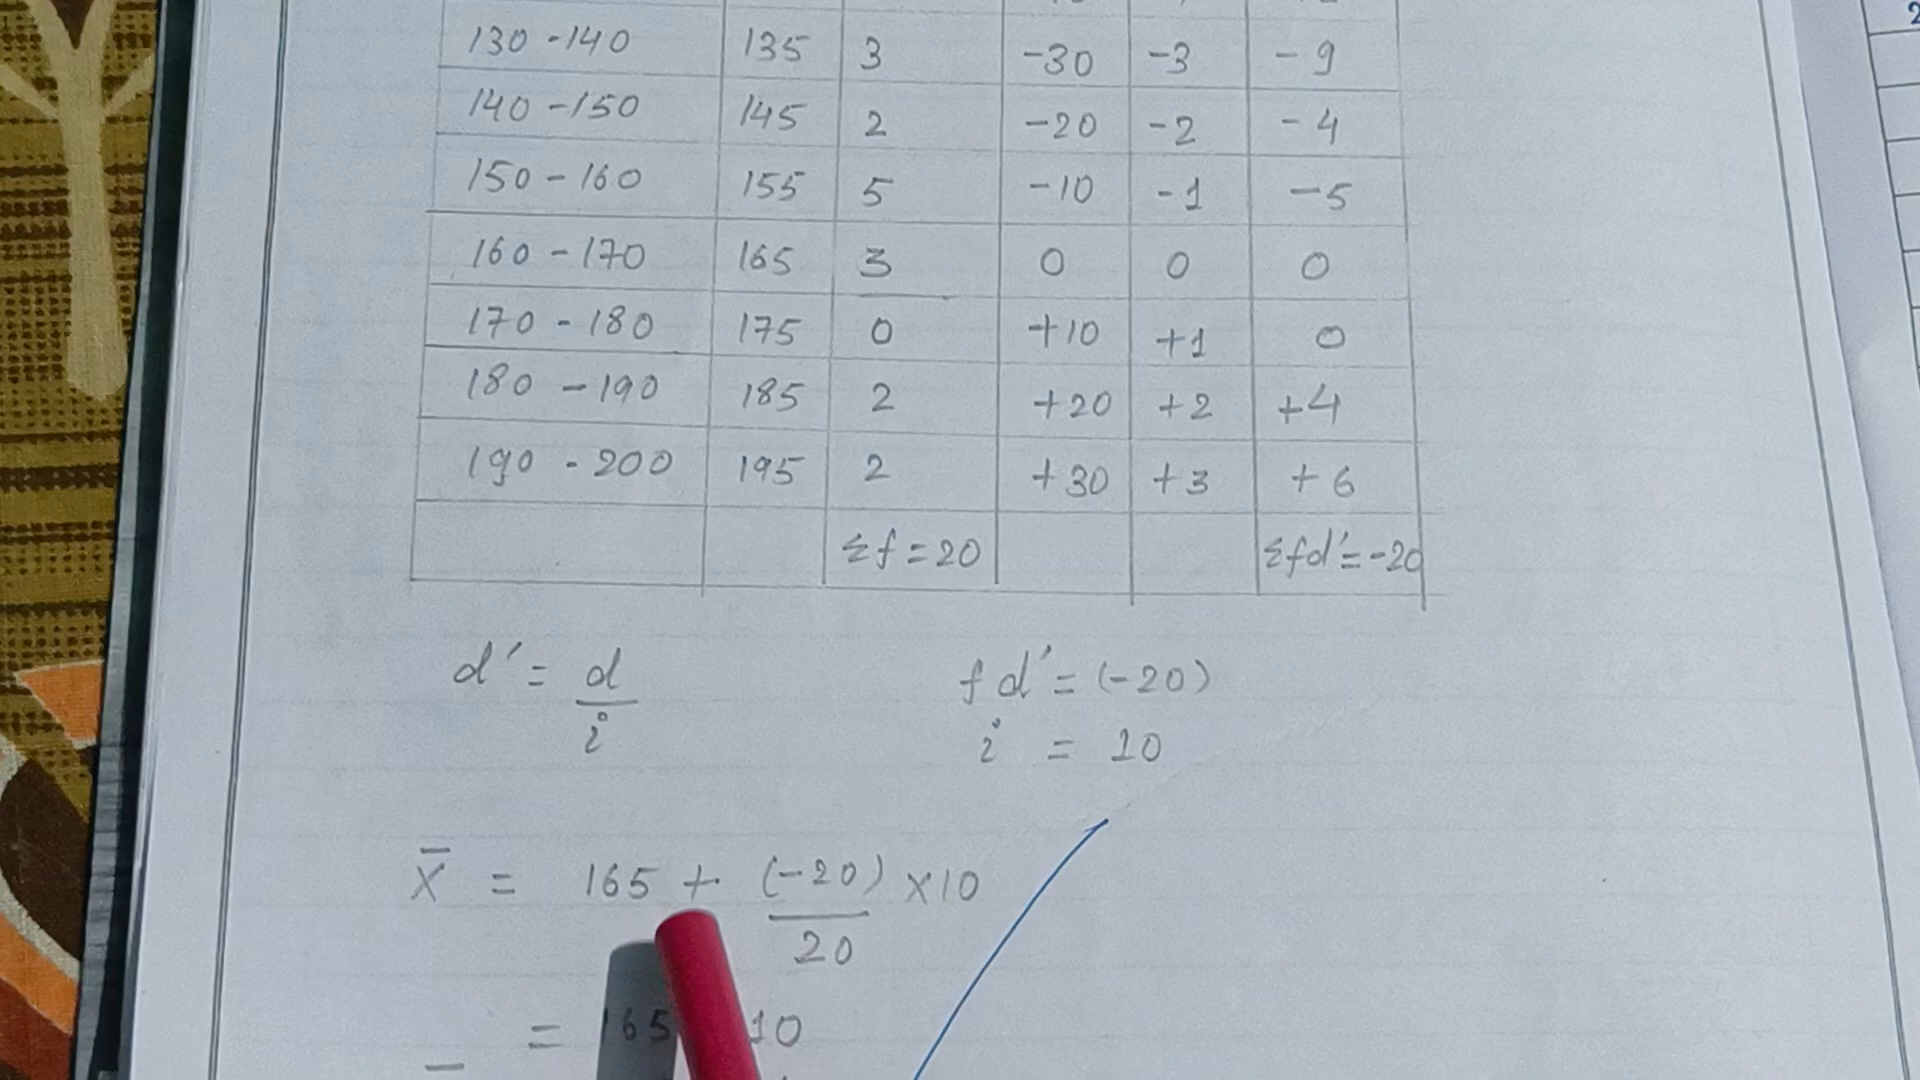 130 - 140 135 3 -30 -3 - 9
140 - 150 145 2 -20 -2 - 4
150 - 160 155 5 -10 -1 -5
160 - 170 165 3 0 0 0
170 - 180 175 0 +10 +1 0
180 - 190 185 2 +20 +2 +4
190 - 200 195 2 +30 +3 +6
Σf = 20 Σfd' = -20
d' = d/i fd' = (-20)
i = 10
X̄ = 165 + (-20)/20 × 10
= 165 10